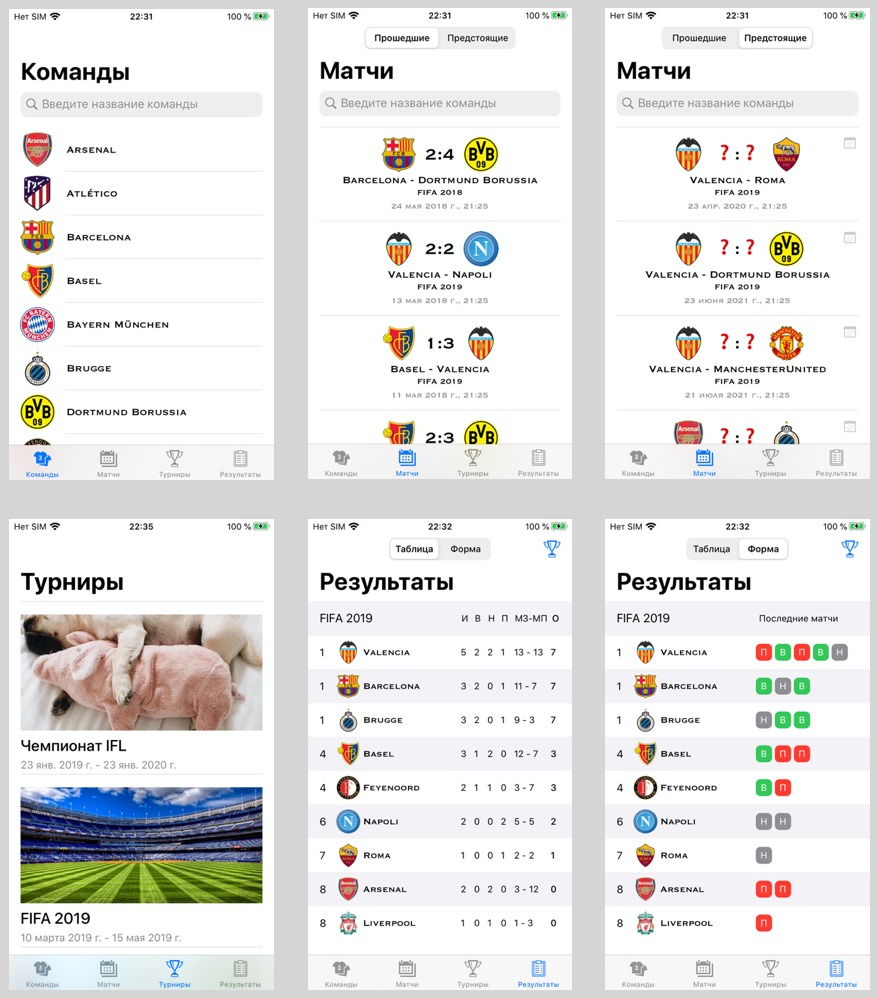 Нет SIM 22:31 100 %
Команды
Введите название команды
ARSENAL
ATLÉTICO
BARCELONA
BASEL
BAYERN MÜNCHEN
BRUGGE
DORTMUND BORUSSIA
Команды Матчи Турниры Результаты
Нет SIM 22:31 100 %
Прошедшие Предстоящие
Матчи
Введите название команды
2:4
BARCELONA - DORTMUND BORUSSIA
FIFA 2018
24 МАЯ 2018 Г., 21:25
2:2
VALENCIA - NAPOLI
FIFA 2019
13 МАЯ 2018 Г., 21:25
1:3
BASEL - VALENCIA
FIFA 2019
11 МАЯ 2018 Г., 21:25
2:3
Команды Матчи Турниры Результаты
Нет SIM 22:31 100 %
Прошедшие Предстоящие
Матчи
Введите название команды
? : ?
VALENCIA - ROMA
FIFA 2019
23 АПР. 2020 Г., 21:25
? : ?
VALENCIA - DORTMUND BORUSSIA
FIFA 2019
23 ИЮНЯ 2021 Г., 21:25
? : ?
VALENCIA - MANCHESTERUNITED
FIFA 2019
21 ИЮЛЯ 2021 Г., 21:25
? : ?
Команды Матчи Турниры Результаты
Нет SIM 22:35 100 %
Турниры
Чемпионат IFL
23 янв. 2019 г. - 23 янв. 2020 г.
FIFA 2019
10 марта 2019 г. - 15 мая 2019 г.
Команды Матчи Турниры Результаты
Нет SIM 22:32 100 %
Таблица Форма
Результаты
FIFA 2019 И В Н П МЗ-МП О
1 VALENCIA 5 2 2 1 13 - 13 7
1 BARCELONA 3 2 0 1 11 - 7 7
1 BRUGGE 3 2 0 1 9 - 3 7
4 BASEL 3 1 2 0 12 - 7 3
4 FEYENOORD 2 1 1 0 3 - 7 3
6 NAPOLI 2 0 0 2 5 - 5 2
7 ROMA 1 0 0 1 2 - 2 1
8 ARSENAL 2 0 2 0 3 - 12 0
8 LIVERPOOL 1 0 1 0 1 - 3 0
Команды Матчи Турниры Результаты
Нет SIM 22:32 100 %
Таблица Форма
Результаты
FIFA 2019 Последние матчи
1 VALENCIA П В П В Н
1 BARCELONA В Н В
1 BRUGGE Н В В
4 BASEL В П П
4 FEYENOORD В П
6 NAPOLI Н Н
7 ROMA Н
8 ARSENAL П П
8 LIVERPOOL П
Команды Матчи Турниры Результаты